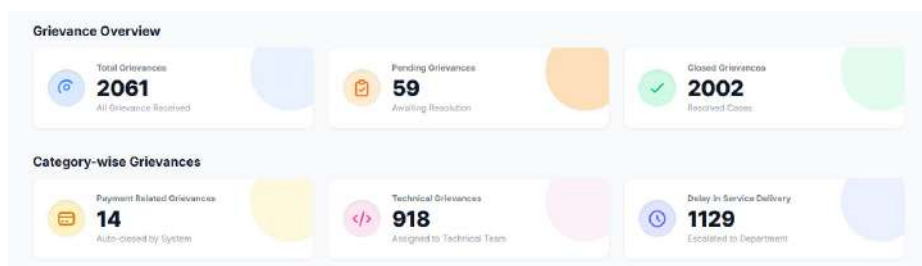 Grievance Overview
Total Grievances
2061
All Grievance Received
Pending Grievances
59
Awaiting Resolution
Closed Grievances
2002
Resolved Cases
Category-wise Grievances
Payment Related Grievances
14
Auto-closed by System
Technical Grievances
918
Assigned to Technical Team
Delay In Service Delivery
1129
Escalated to Department